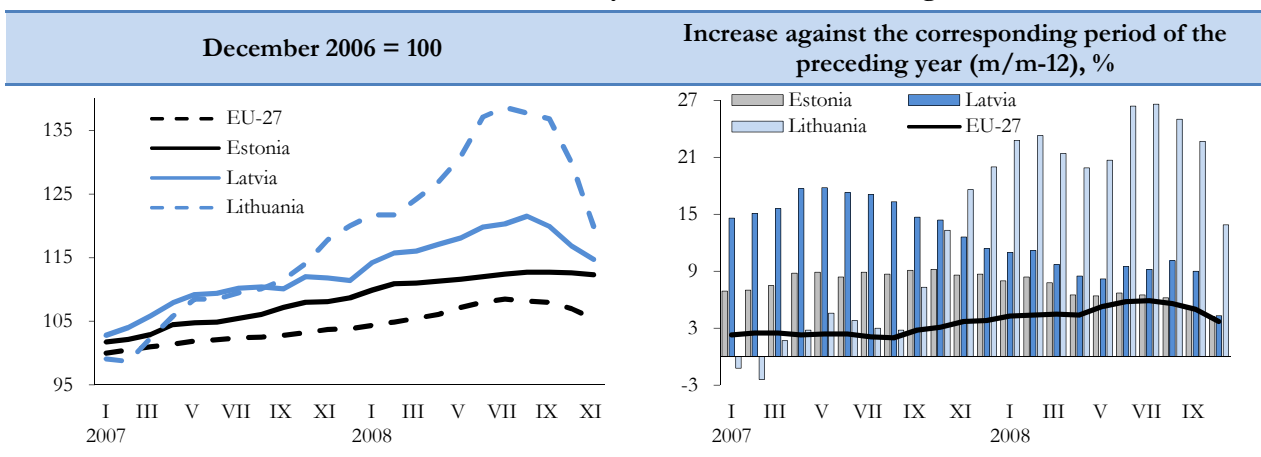 December 2006 = 100
Increase against the corresponding period of the
preceding year (m/m-12), %
135
125
115
105
95
EU-27
Estonia
Latvia
Lithuania
I III V VII IX XI I III V VII IX XI
2007 2008
27
21
15
9
3
-3
Estonia Latvia
Lithuania EU-27
I III V VII IX XI I III V VII IX
2007 2008